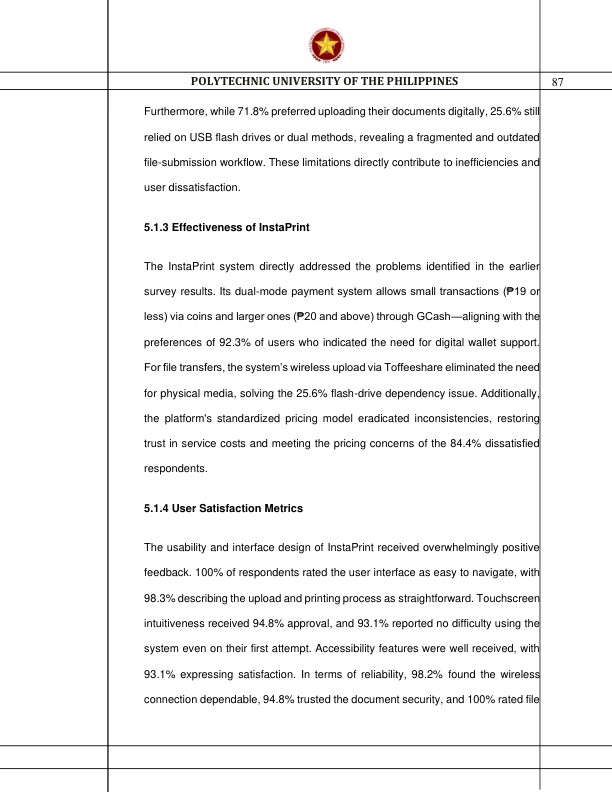 POLYTECHNIC UNIVERSITY OF THE PHILIPPINES 87
Furthermore, while 71.8% preferred uploading their documents digitally, 25.6% still
relied on USB flash drives or dual methods, revealing a fragmented and outdated
file-submission workflow. These limitations directly contribute to inefficiencies and
user dissatisfaction.
5.1.3 Effectiveness of InstaPrint
The InstaPrint system directly addressed the problems identified in the earlier
survey results. Its dual-mode payment system allows small transactions (₱19 or
less) via coins and larger ones (₱20 and above) through GCash—aligning with the
preferences of 92.3% of users who indicated the need for digital wallet support.
For file transfers, the system’s wireless upload via Toffeeshare eliminated the need
for physical media, solving the 25.6% flash-drive dependency issue. Additionally,
the platform's standardized pricing model eradicated inconsistencies, restoring
trust in service costs and meeting the pricing concerns of the 84.4% dissatisfied
respondents.
5.1.4 User Satisfaction Metrics
The usability and interface design of InstaPrint received overwhelmingly positive
feedback. 100% of respondents rated the user interface as easy to navigate, with
98.3% describing the upload and printing process as straightforward. Touchscreen
intuitiveness received 94.8% approval, and 93.1% reported no difficulty using the
system even on their first attempt. Accessibility features were well received, with
93.1% expressing satisfaction. In terms of reliability, 98.2% found the wireless
connection dependable, 94.8% trusted the document security, and 100% rated file